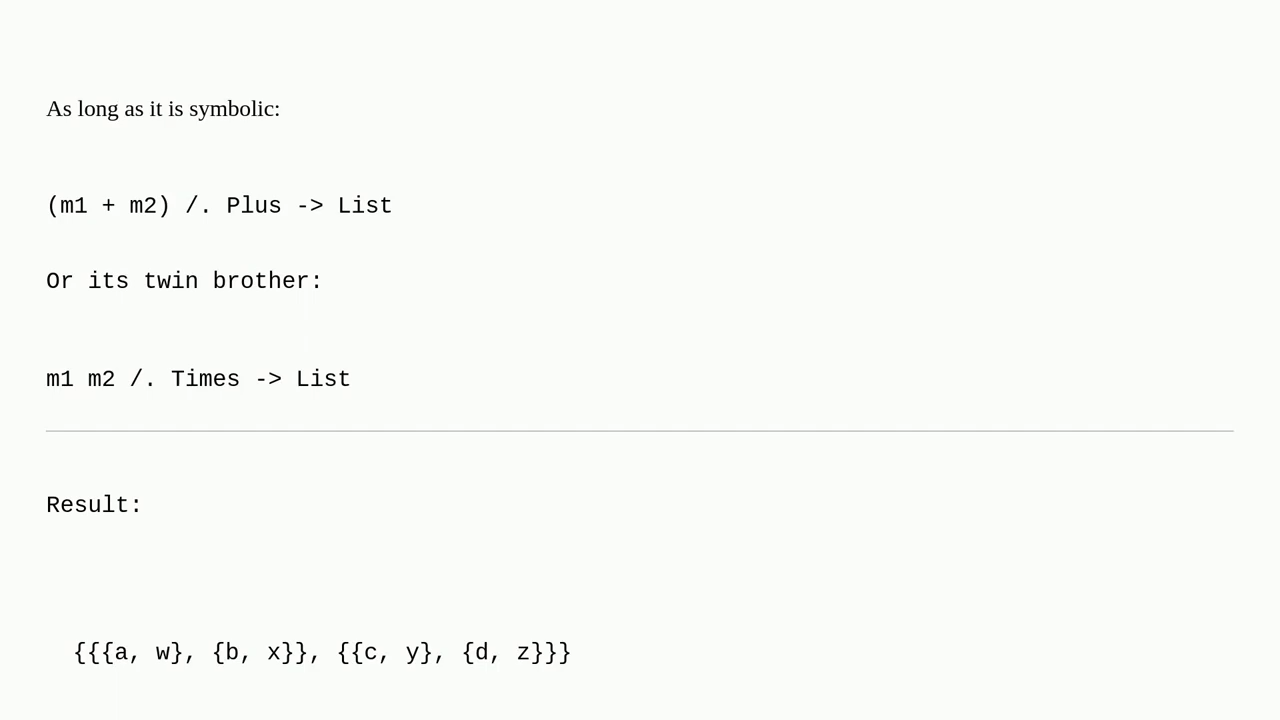 As long as it is symbolic:
(m1 + m2) /. Plus -> List
Or its twin brother:
m1 m2 /. Times -> List
Result:
{{{a, w}, {b, x}}, {{c, y}, {d, z}}}